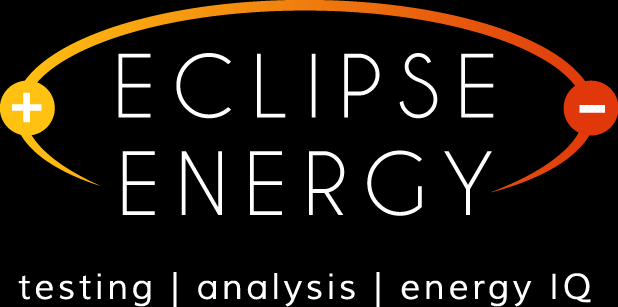 ECLIPSE
ENERGY
+
-
testing | analysis | energy IQ